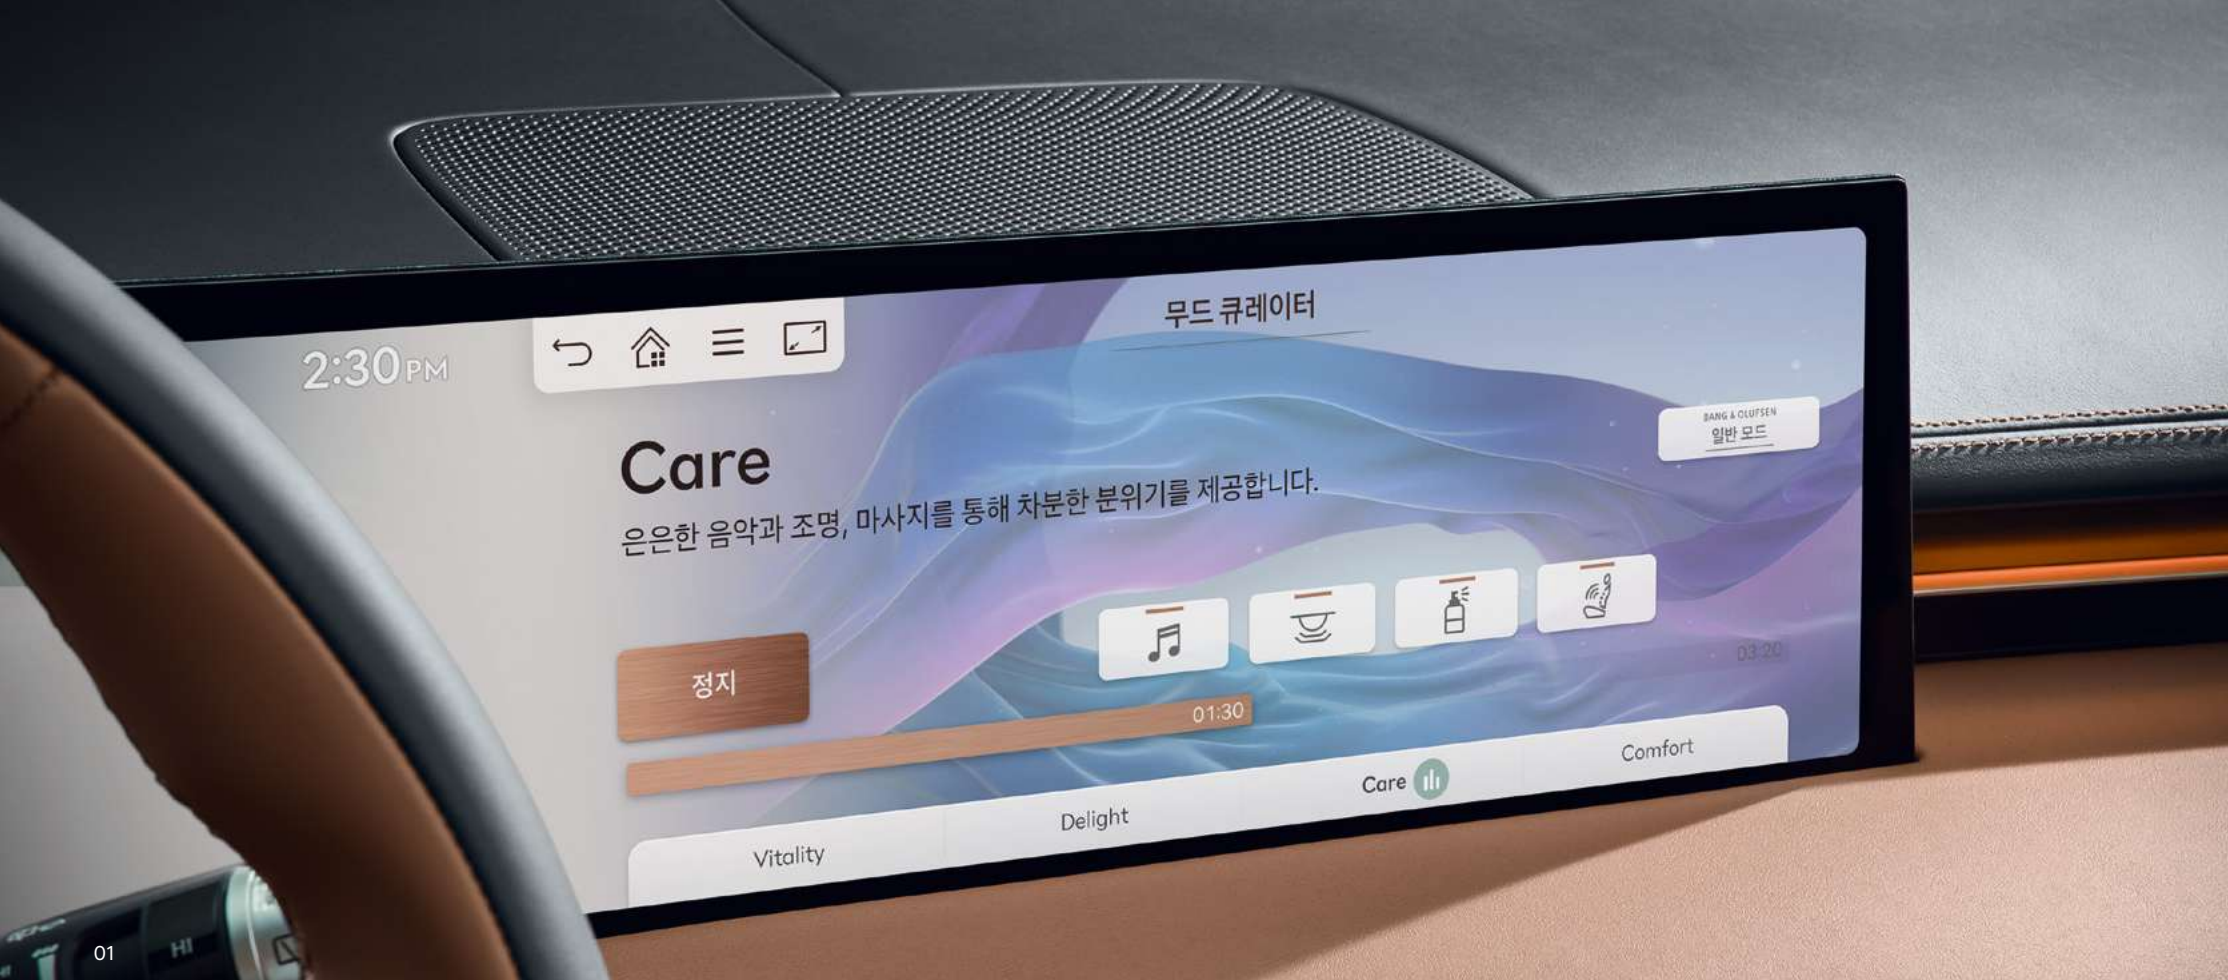 무드 큐레이터
2:30 PM
BANG & OLUFSEN
일반 모드
Care
은은한 음악과 조명, 마사지를 통해 차분한 분위기를 제공합니다.
정지
03:20
01:30
Vitality
Delight
Care
Comfort
HI
01